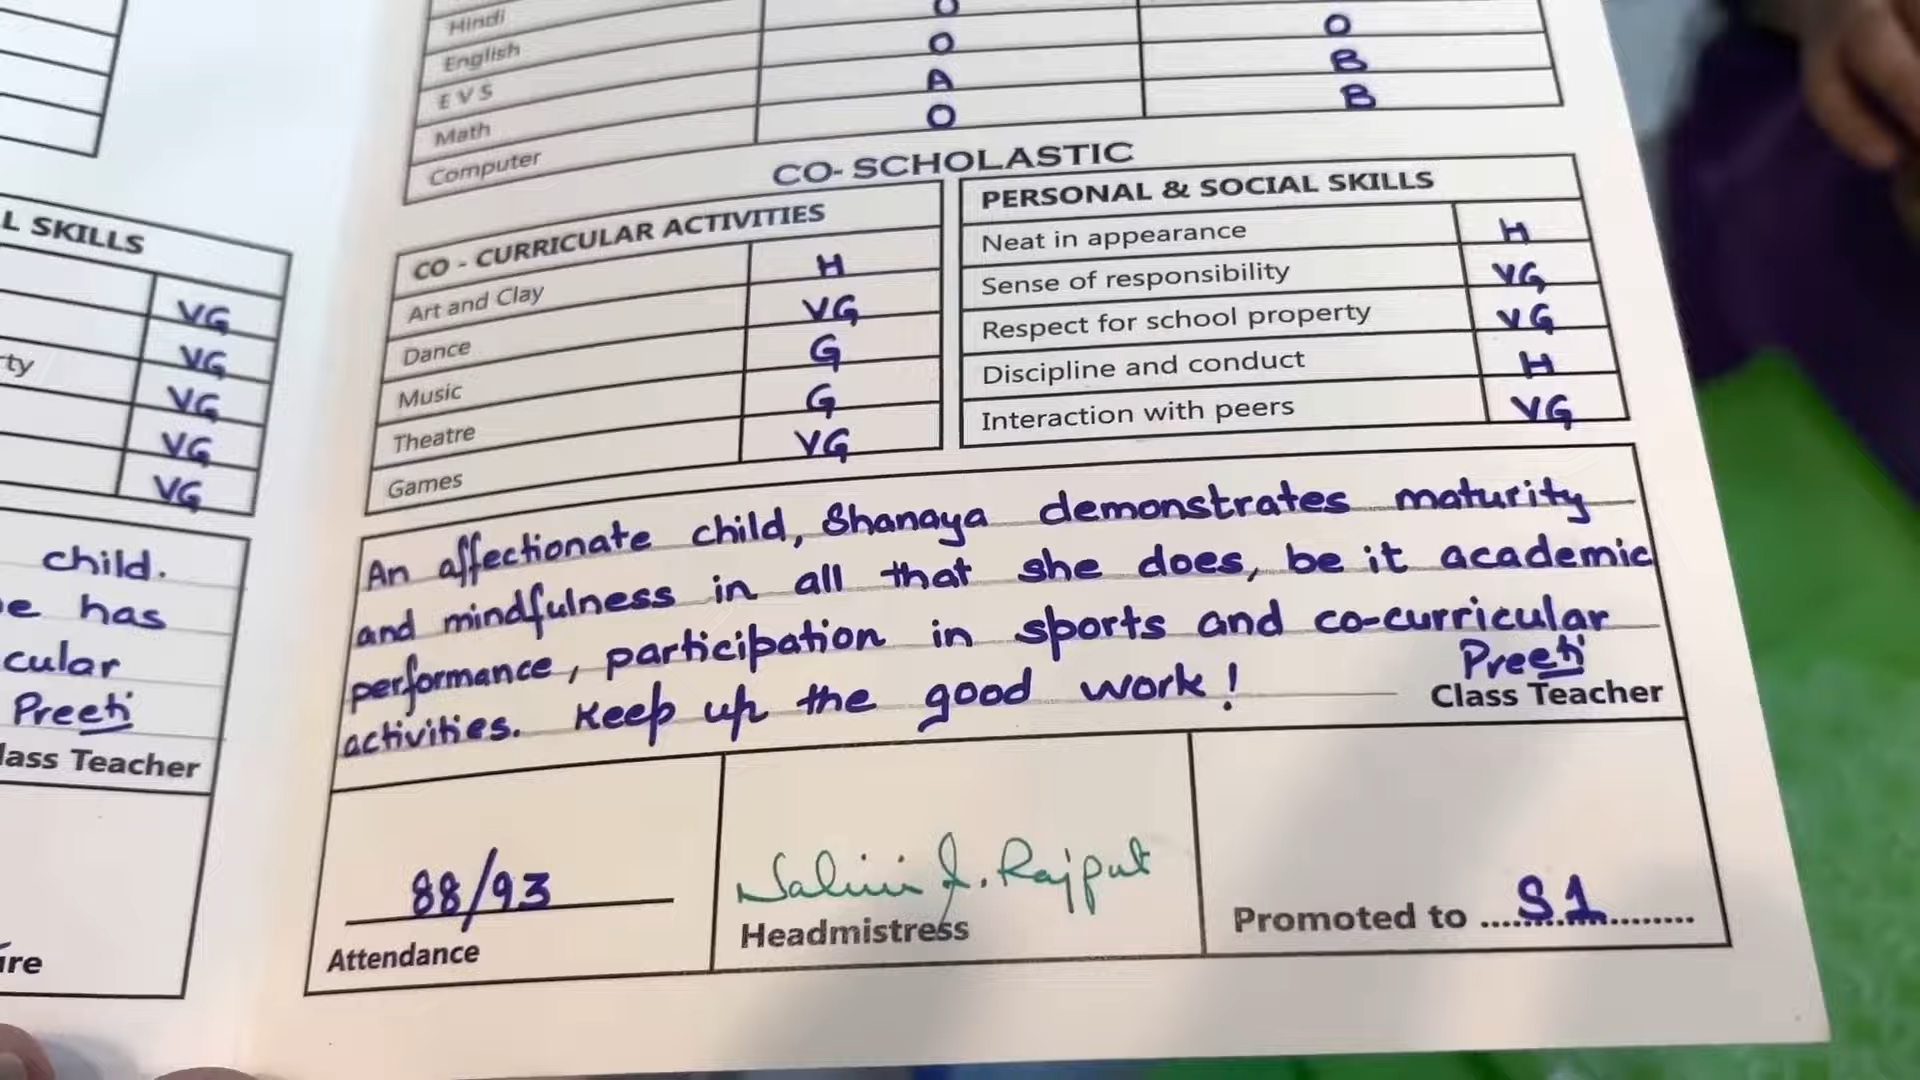 L SKILLS
VG
ty VG
VG
VG
VG
child.
e has
cular
Preeti
lass Teacher
ire
Hindi O
English O O
E V S A B
Math O B
Computer
CO- SCHOLASTIC
CO - CURRICULAR ACTIVITIES
Art and Clay H
Dance VG
Music G
Theatre G
Games VG
PERSONAL & SOCIAL SKILLS
Neat in appearance H
Sense of responsibility VG
Respect for school property VG
Discipline and conduct H
Interaction with peers VG
An affectionate child, Shanaya demonstrates maturity
and mindfulness in all that she does, be it academic
performance, participation in sports and co-curricular
activities. Keep up the good work!
Preeti
Class Teacher
88/93
Attendance
Salini J. Rajput
Headmistress
Promoted to .....S1.....